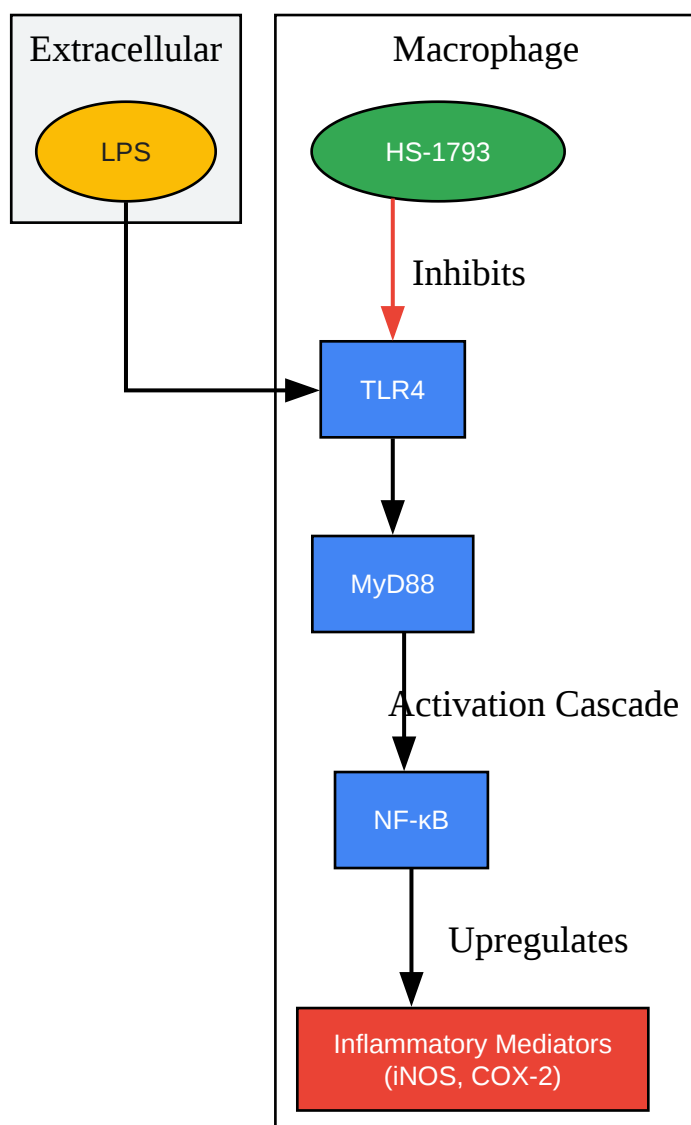 Extracellular
Macrophage
LPS
HS-1793
Inhibits
TLR4
MyD88
Activation Cascade
NF-κB
Upregulates
Inflammatory Mediators
(iNOS, COX-2)